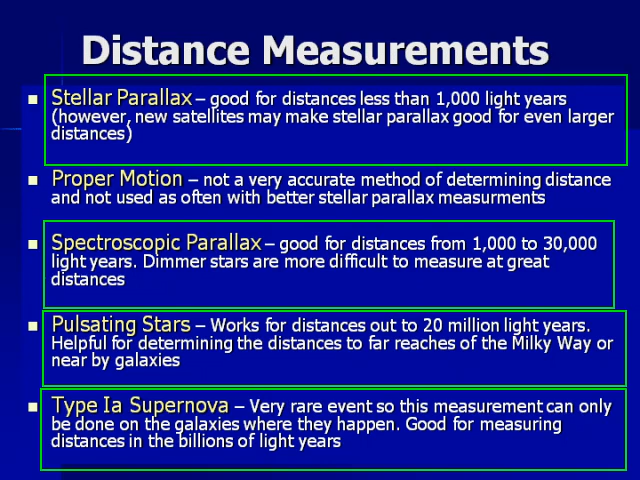 Distance Measurements
Stellar Parallax – good for distances less than 1,000 light years
(however, new satellites may make stellar parallax good for even larger
distances)
Proper Motion – not a very accurate method of determining distance
and not used as often with better stellar parallax measurments
Spectroscopic Parallax – good for distances from 1,000 to 30,000
light years. Dimmer stars are more difficult to measure at great
distances
Pulsating Stars – Works for distances out to 20 million light years.
Helpful for determining the distances to far reaches of the Milky Way or
near by galaxies
Type Ia Supernova – Very rare event so this measurement can only
be done on the galaxies where they happen. Good for measuring
distances in the billions of light years